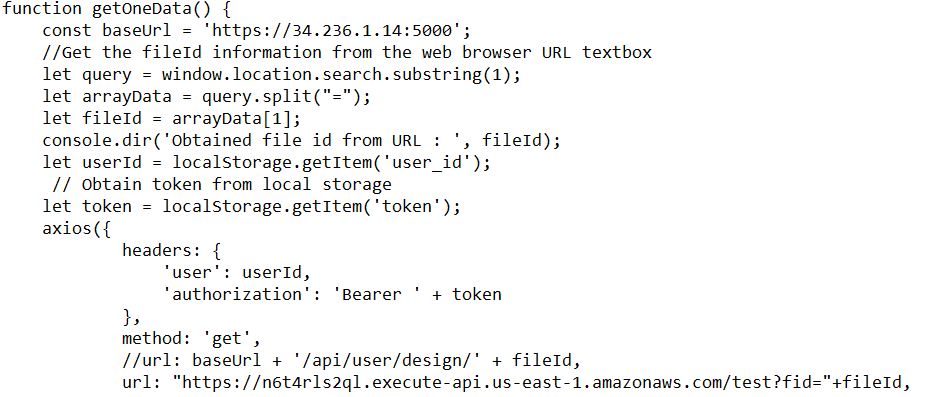 function getOneData() {
    const baseUrl = 'https://34.236.1.14:5000';
    //Get the fileId information from the web browser URL textbox
    let query = window.location.search.substring(1);
    let arrayData = query.split("=");
    let fileId = arrayData[1];
    console.dir('Obtained file id from URL : ', fileId);
    let userId = localStorage.getItem('user_id');
     // Obtain token from local storage
    let token = localStorage.getItem('token');
    axios({
            headers: {
                'user': userId,
                'authorization': 'Bearer ' + token
            },
            method: 'get',
            //url: baseUrl + '/api/user/design/' + fileId,
            url: "https://n6t4rls2ql.execute-api.us-east-1.amazonaws.com/test?fid="+fileId,